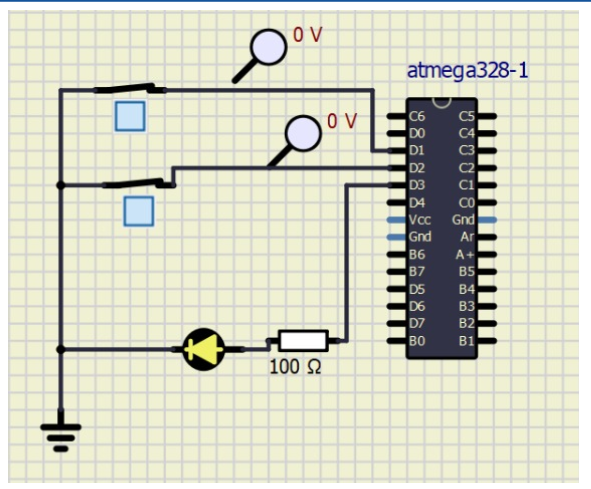 0 V
atmega328-1
0 V
C6 C5
D0 C4
D1 C3
D2 C2
D3 C1
D4 C0
Vcc Gnd
Gnd Ar
B6 A+
B7 B5
D5 B4
D6 B3
D7 B2
B0 B1
100 Ω